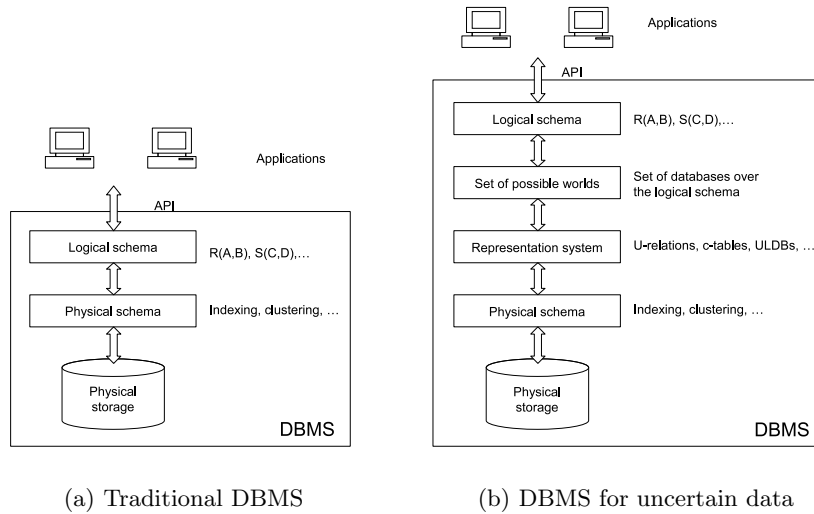 Applications
API
Logical schema
R(A,B), S(C,D),…
Physical schema
Indexing, clustering, …
Physical
storage
DBMS
(a) Traditional DBMS
Applications
API
Logical schema
R(A,B), S(C,D),…
Set of possible worlds
Set of databases over
the logical schema
Representation system
U-relations, c-tables, ULDBs, …
Physical schema
Indexing, clustering, …
Physical
storage
DBMS
(b) DBMS for uncertain data